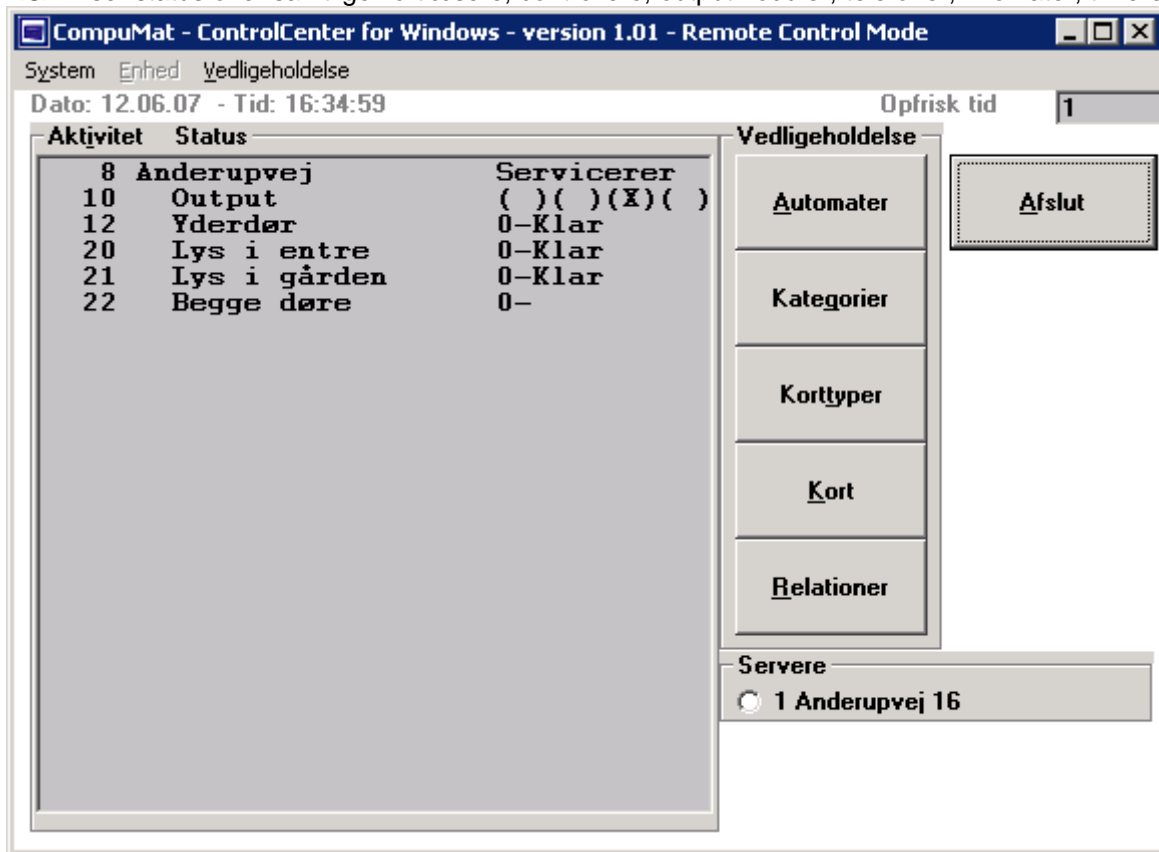 CompuMat - ControlCenter for Windows - version 1.01 - Remote Control Mode
System Enhed Vedligeholdelse
Dato: 12.06.07 - Tid: 16:34:59 Opfrisk tid 1
Aktivitet Status Vedligeholdelse
8 Anderupvej Servicerer
10 Output ( )( )(X)( )
12 Yderdør 0-Klar
20 Lys i entre 0-Klar
21 Lys i gården 0-Klar
22 Begge døre 0-
Automater
Afslut
Kategorier
Korttyper
Kort
Relationer
Servere
1 Anderupvej 16